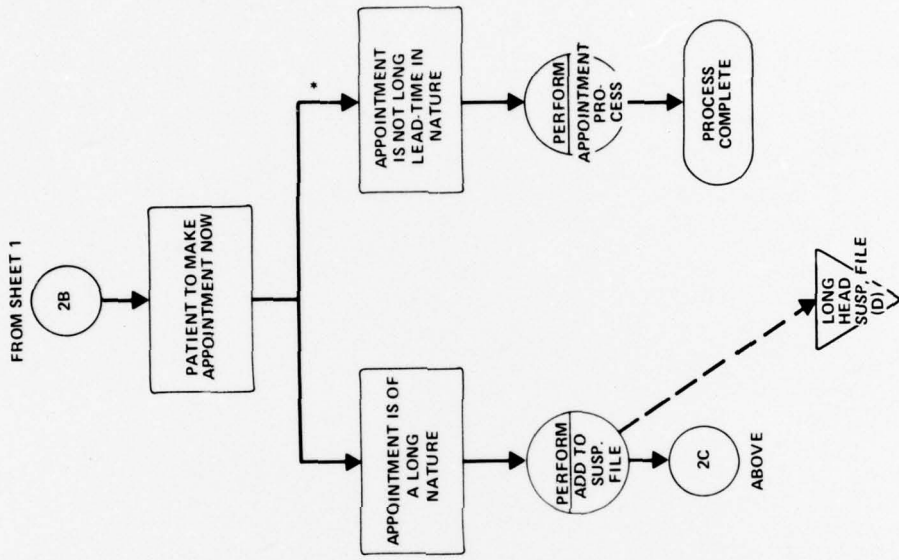 FROM SHEET 1
2B
PATIENT TO MAKE
APPOINTMENT NOW
*
APPOINTMENT IS OF
A LONG
NATURE
PERFORM
ADD TO
SUSP.
FILE
2C
ABOVE
LONG
HEAD
SUSP. FILE
(D)
APPOINTMENT
IS NOT LONG
LEAD-TIME IN
NATURE
PERFORM
APPOINTMENT
PRO-
CESS
PROCESS
COMPLETE